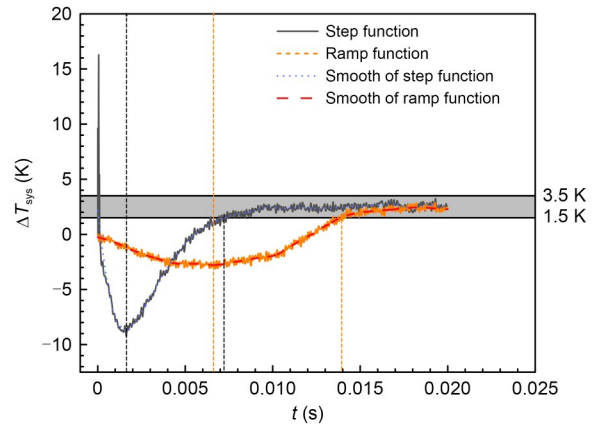 20
15
10
5
0
−5
−10
ΔTsys (K)
Step function
Ramp function
Smooth of step function
Smooth of ramp function
3.5 K
1.5 K
0
0.005
0.010
0.015
0.020
0.025
t (s)